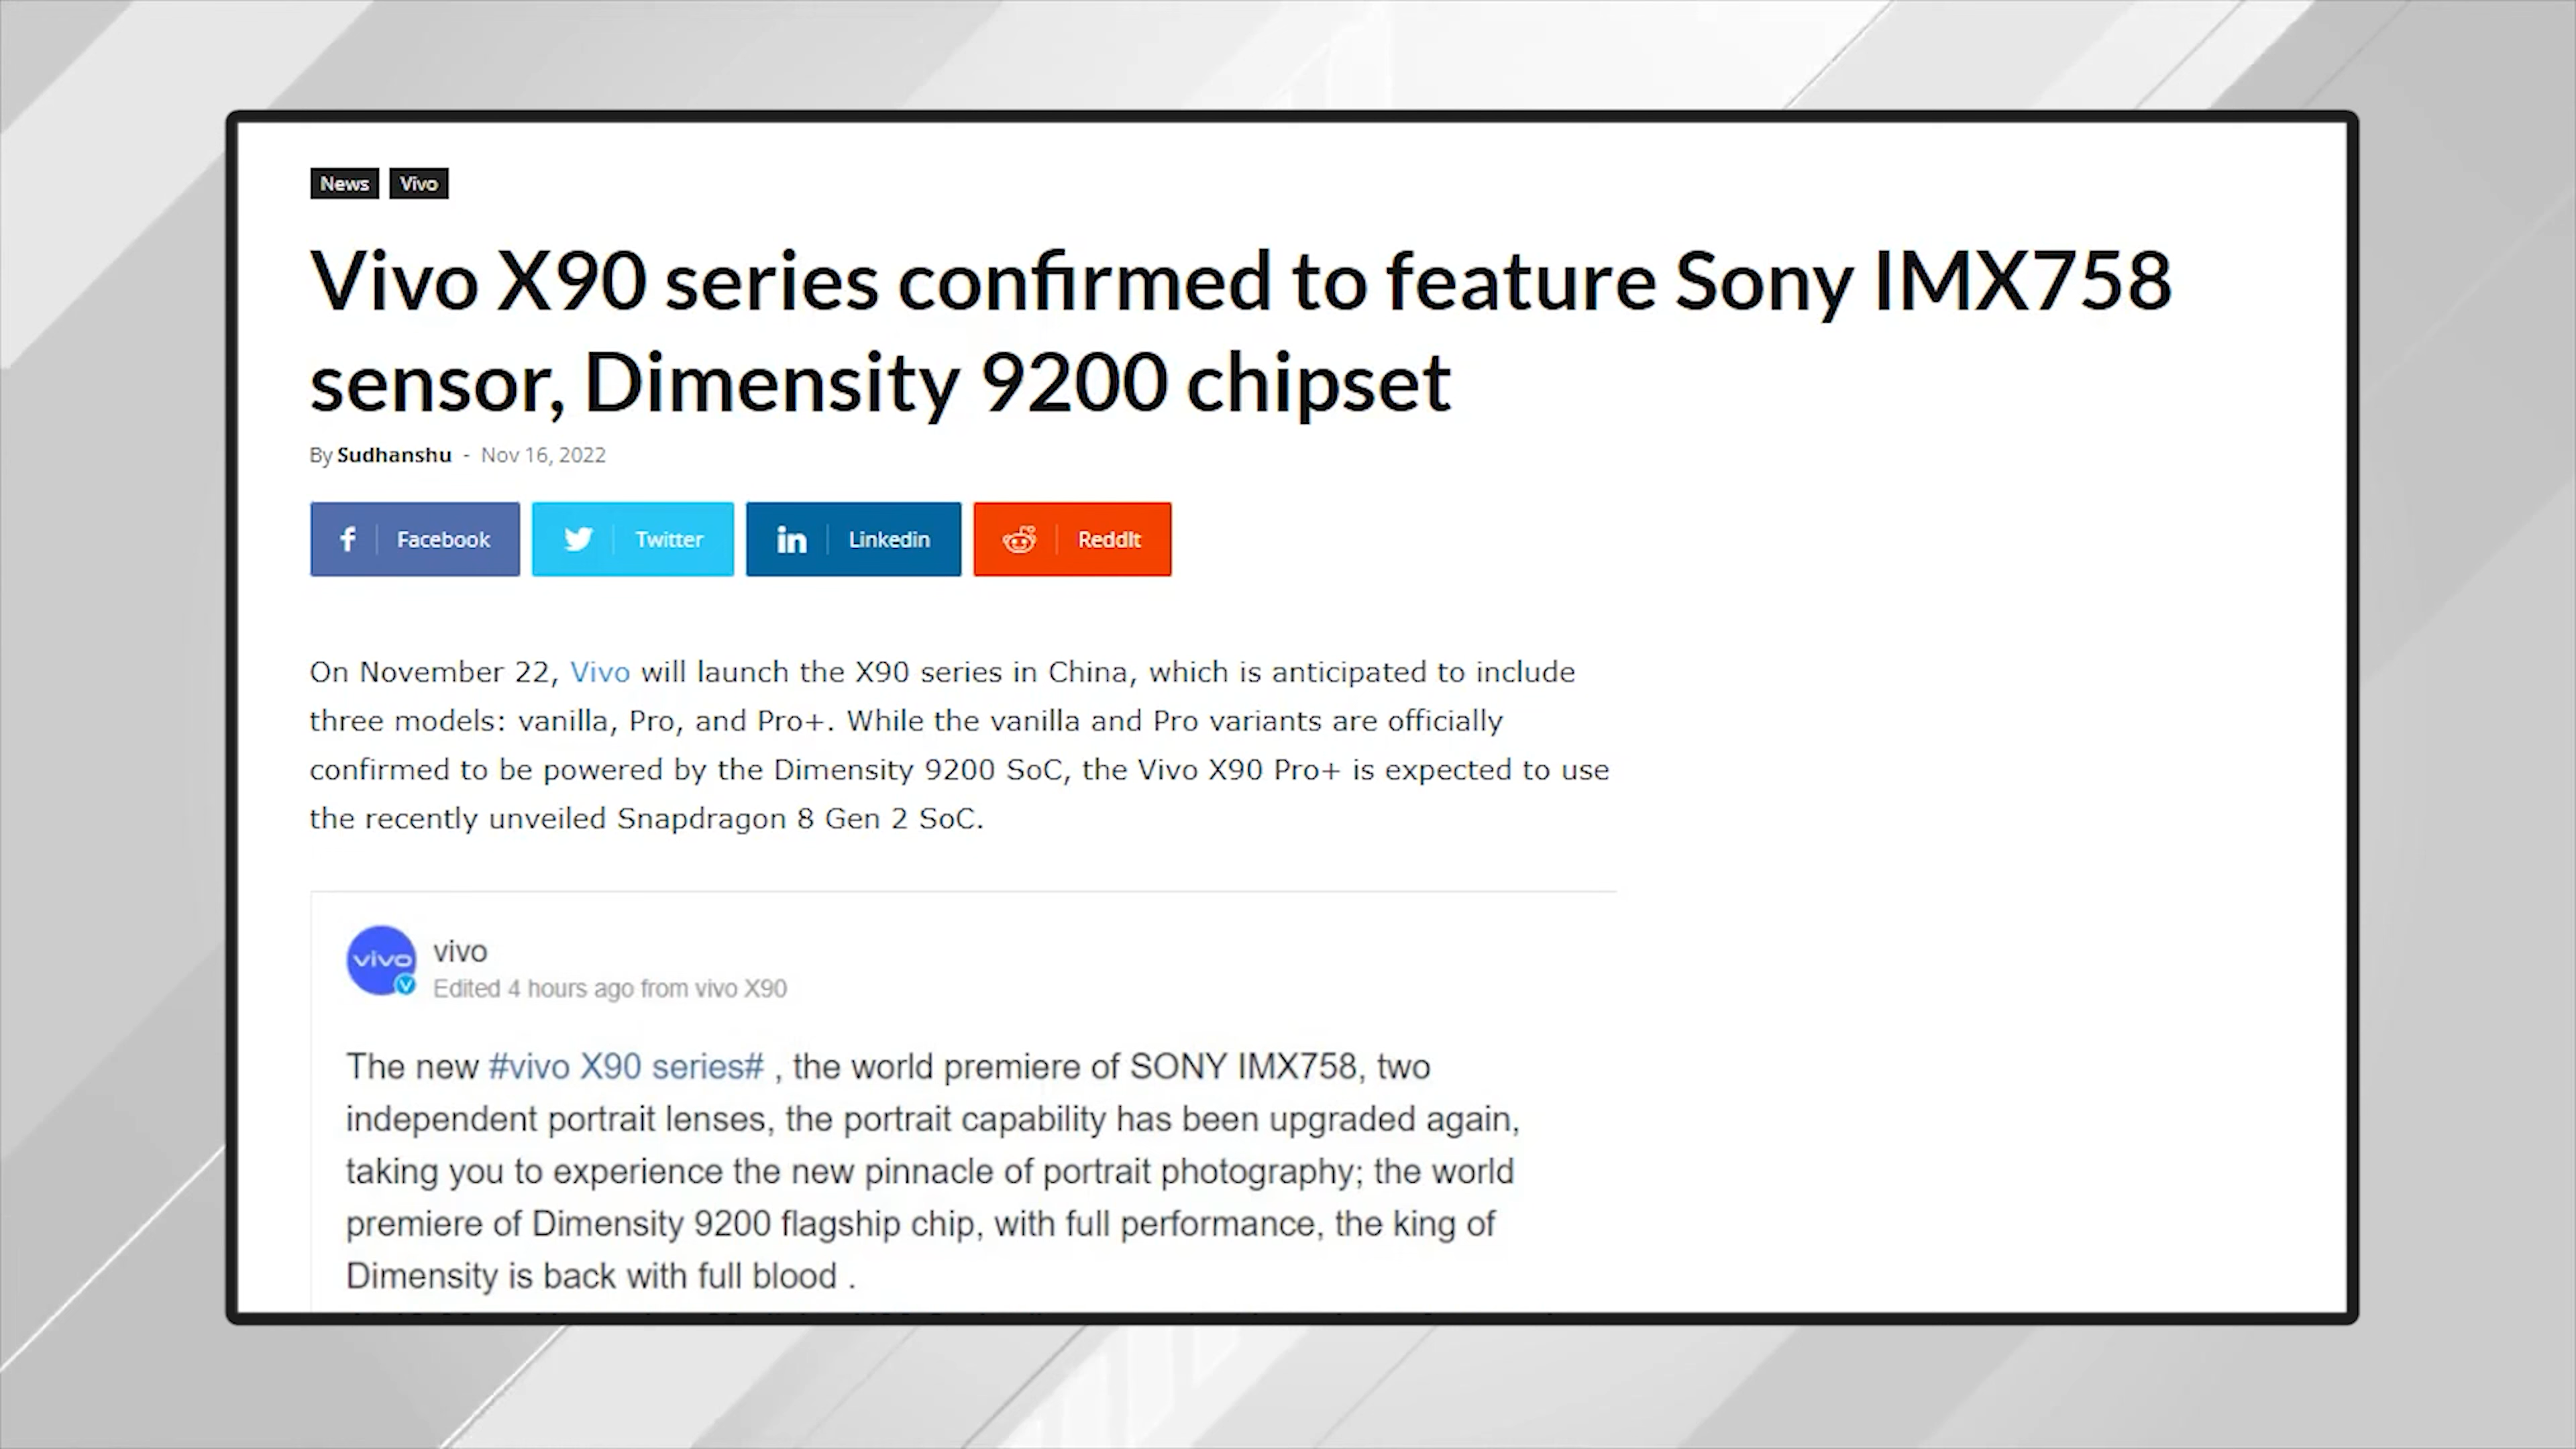 News Vivo
Vivo X90 series confirmed to feature Sony IMX758
sensor, Dimensity 9200 chipset
By Sudhanshu - Nov 16, 2022
Facebook Twitter Linkedin ReddIt
On November 22, Vivo will launch the X90 series in China, which is anticipated to include
three models: vanilla, Pro, and Pro+. While the vanilla and Pro variants are officially
confirmed to be powered by the Dimensity 9200 SoC, the Vivo X90 Pro+ is expected to use
the recently unveiled Snapdragon 8 Gen 2 SoC.
vivo vivo
Edited 4 hours ago from vivo X90
The new #vivo X90 series# , the world premiere of SONY IMX758, two
independent portrait lenses, the portrait capability has been upgraded again,
taking you to experience the new pinnacle of portrait photography; the world
premiere of Dimensity 9200 flagship chip, with full performance, the king of
Dimensity is back with full blood .